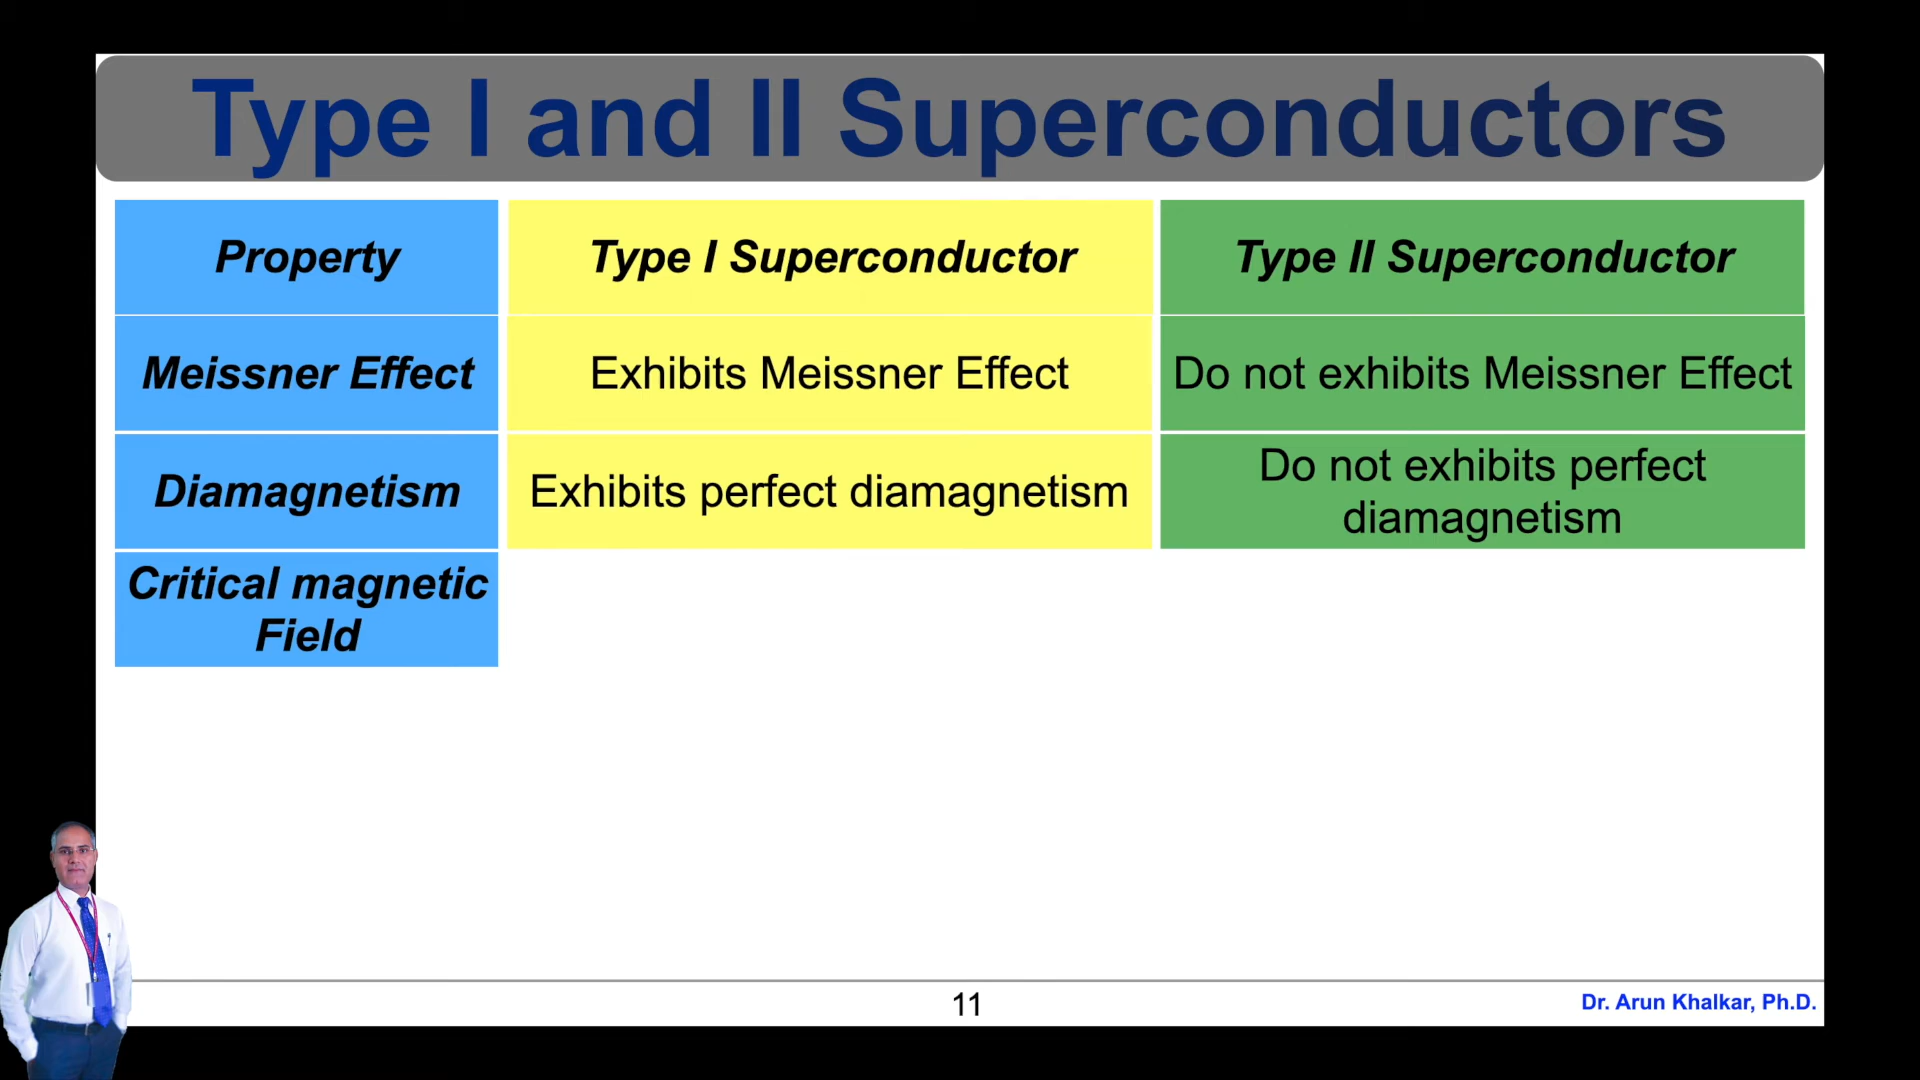 Type I and II Superconductors
Property
Type I Superconductor
Type II Superconductor
Meissner Effect
Exhibits Meissner Effect
Do not exhibits Meissner Effect
Diamagnetism
Exhibits perfect diamagnetism
Do not exhibits perfect
diamagnetism
Critical magnetic
Field
11
Dr. Arun Khalkar, Ph.D.